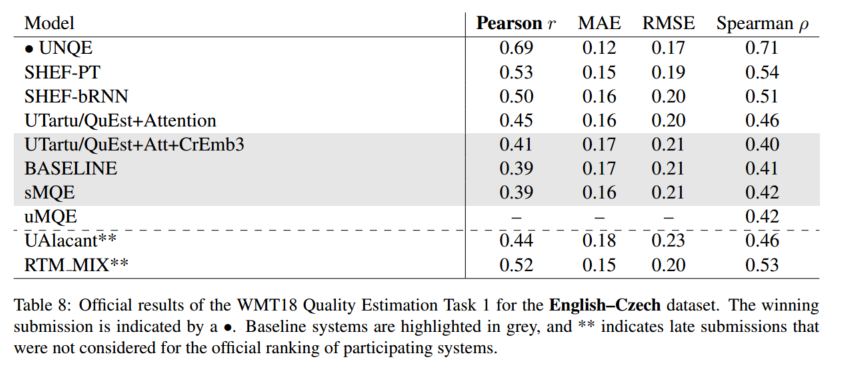 Model Pearson r MAE RMSE Spearman ρ
• UNQE 0.69 0.12 0.17 0.71
SHEF-PT 0.53 0.15 0.19 0.54
SHEF-bRNN 0.50 0.16 0.20 0.51
UTartu/QuEst+Attention 0.45 0.16 0.20 0.46
UTartu/QuEst+Att+CrEmb3 0.41 0.17 0.21 0.40
BASELINE 0.39 0.17 0.21 0.41
sMQE 0.39 0.16 0.21 0.42
uMQE – – – 0.42
UAlacant** 0.44 0.18 0.23 0.46
RTM_MIX** 0.52 0.15 0.20 0.53
Table 8: Official results of the WMT18 Quality Estimation Task 1 for the English–Czech dataset. The winning
submission is indicated by a •. Baseline systems are highlighted in grey, and ** indicates late submissions that
were not considered for the official ranking of participating systems.